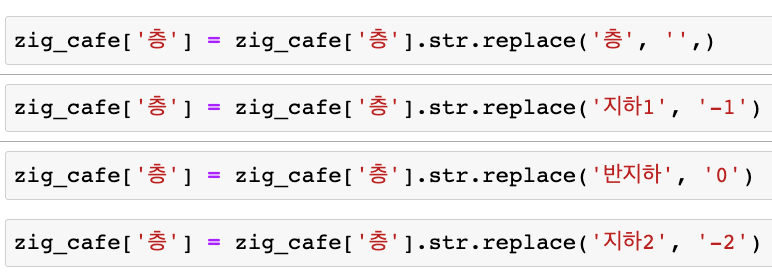 zig_cafe['층'] = zig_cafe['층'].str.replace('층', '',)
zig_cafe['층'] = zig_cafe['층'].str.replace('지하1', '-1')
zig_cafe['층'] = zig_cafe['층'].str.replace('반지하', '0')
zig_cafe['층'] = zig_cafe['층'].str.replace('지하2', '-2')